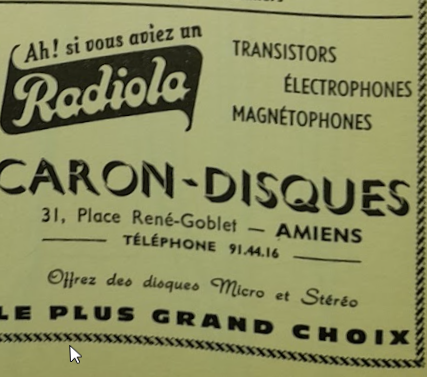 Ah! si vous aviez un
Radiola
TRANSISTORS
ÉLECTROPHONES
MAGNÉTOPHONES
CARON-DISQUES
31, Place René-Goblet — AMIENS
TÉLÉPHONE 91.44.16
Offrez des disques Micro et Stéréo
LE PLUS GRAND CHOIX